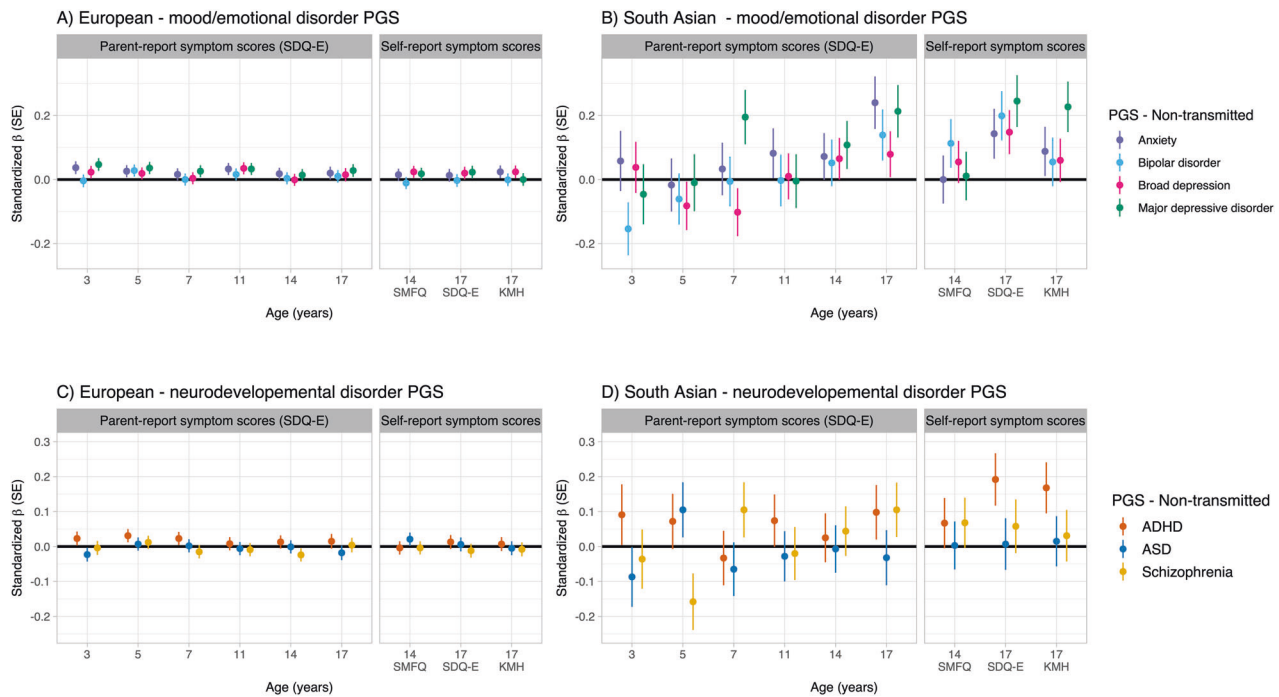 A) European - mood/emotional disorder PGS
Parent-report symptom scores (SDQ-E)
Self-report symptom scores
Standardized β (SE)
0.2
0.0
-0.2
3
5
7
11
14
17
14
SMFQ
17
SDQ-E
17
KMH
Age (years)
B) South Asian - mood/emotional disorder PGS
Parent-report symptom scores (SDQ-E)
Self-report symptom scores
Standardized β (SE)
0.2
0.0
-0.2
3
5
7
11
14
17
14
SMFQ
17
SDQ-E
17
KMH
Age (years)
PGS - Non-transmitted
Anxiety
Bipolar disorder
Broad depression
Major depressive disorder
C) European - neurodevelopemental disorder PGS
Parent-report symptom scores (SDQ-E)
Self-report symptom scores
Standardized β (SE)
0.3
0.2
0.1
0.0
-0.1
-0.2
3
5
7
11
14
17
14
SMFQ
17
SDQ-E
17
KMH
Age (years)
D) South Asian - neurodevelopemental disorder PGS
Parent-report symptom scores (SDQ-E)
Self-report symptom scores
Standardized β (SE)
0.3
0.2
0.1
0.0
-0.1
-0.2
3
5
7
11
14
17
14
SMFQ
17
SDQ-E
17
KMH
Age (years)
PGS - Non-transmitted
ADHD
ASD
Schizophrenia